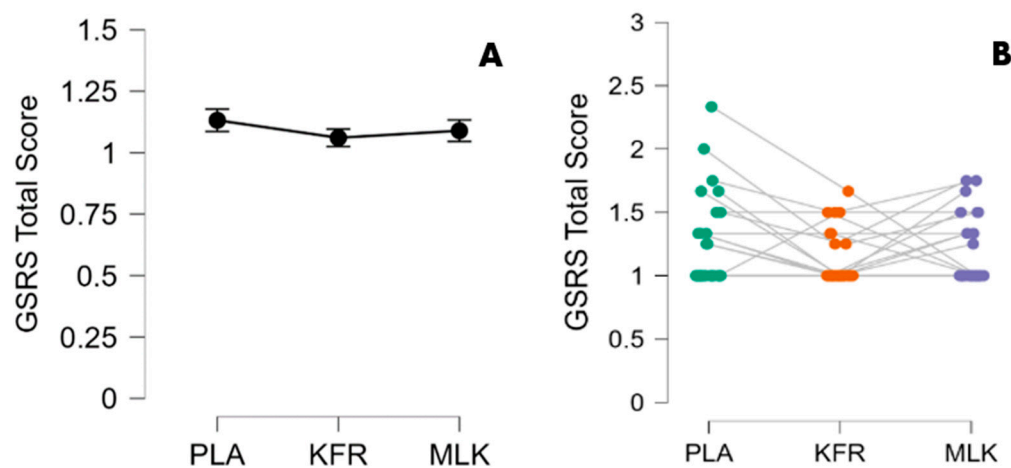 A
GSRS Total Score
1.5
1.25
1
0.75
0.5
0.25
0
PLA KFR MLK
B
GSRS Total Score
3
2.5
2
1.5
1
0.5
0
PLA KFR MLK